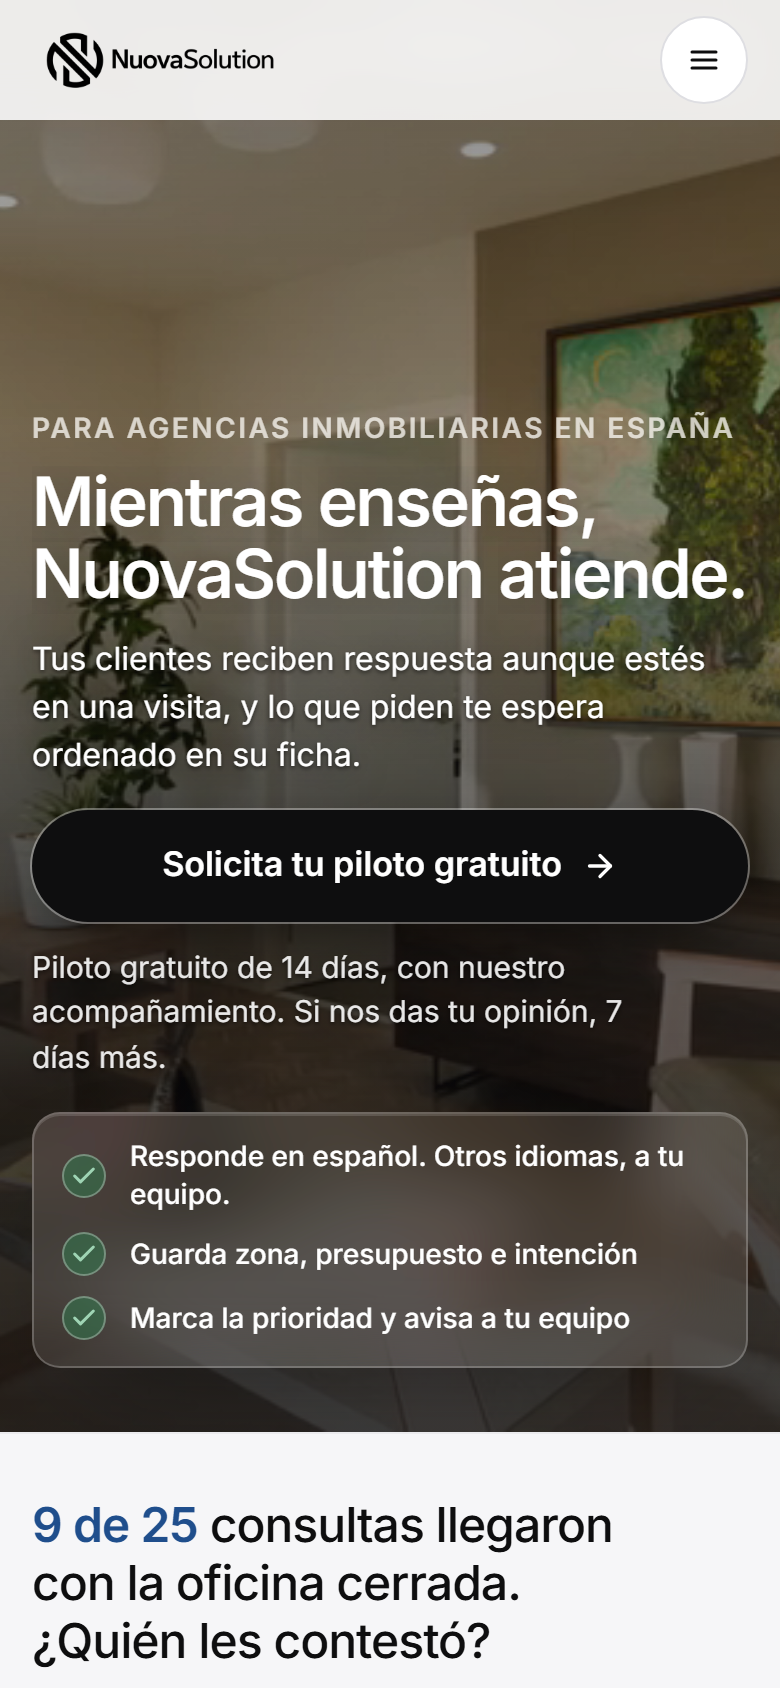 NuovaSolution
PARA AGENCIAS INMOBILIARIAS EN ESPAÑA
Mientras enseñas,
NuovaSolution atiende.
Tus clientes reciben respuesta aunque estés
en una visita, y lo que piden te espera
ordenado en su ficha.
Solicita tu piloto gratuito →
Piloto gratuito de 14 días, con nuestro
acompañamiento. Si nos das tu opinión, 7
días más.
Responde en español. Otros idiomas, a tu
equipo.
Guarda zona, presupuesto e intención
Marca la prioridad y avisa a tu equipo
9 de 25 consultas llegaron
con la oficina cerrada.
¿Quién les contestó?